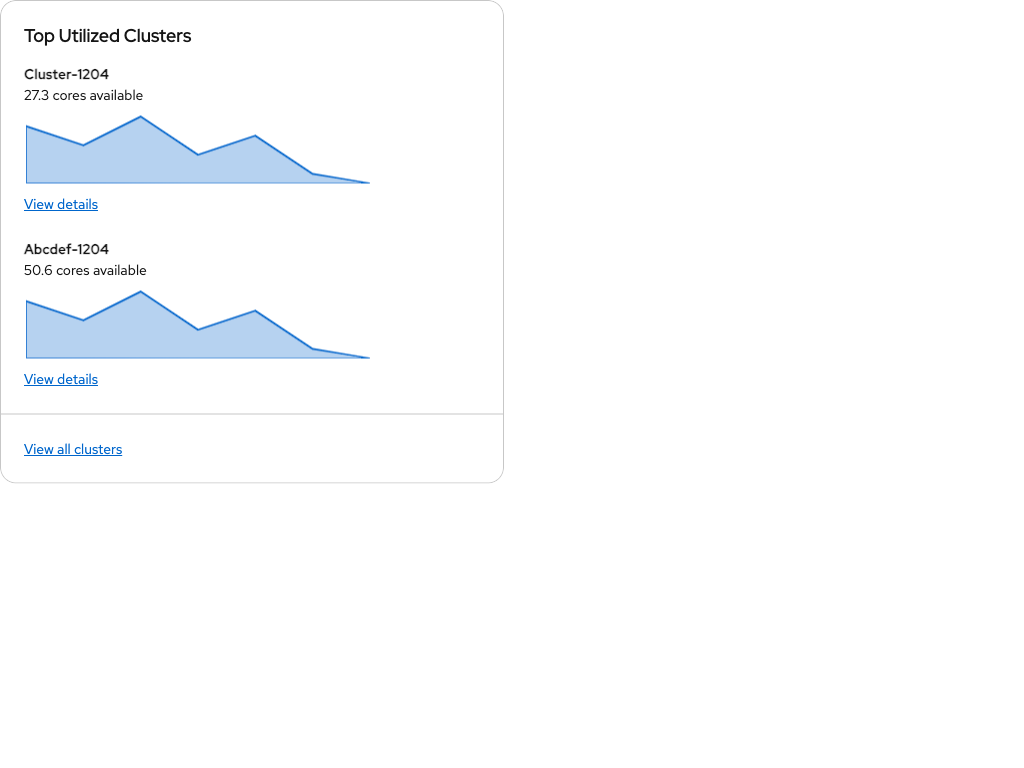 Top Utilized Clusters
Cluster-1204
27.3 cores available
View details
Abcdef-1204
50.6 cores available
View details
View all clusters